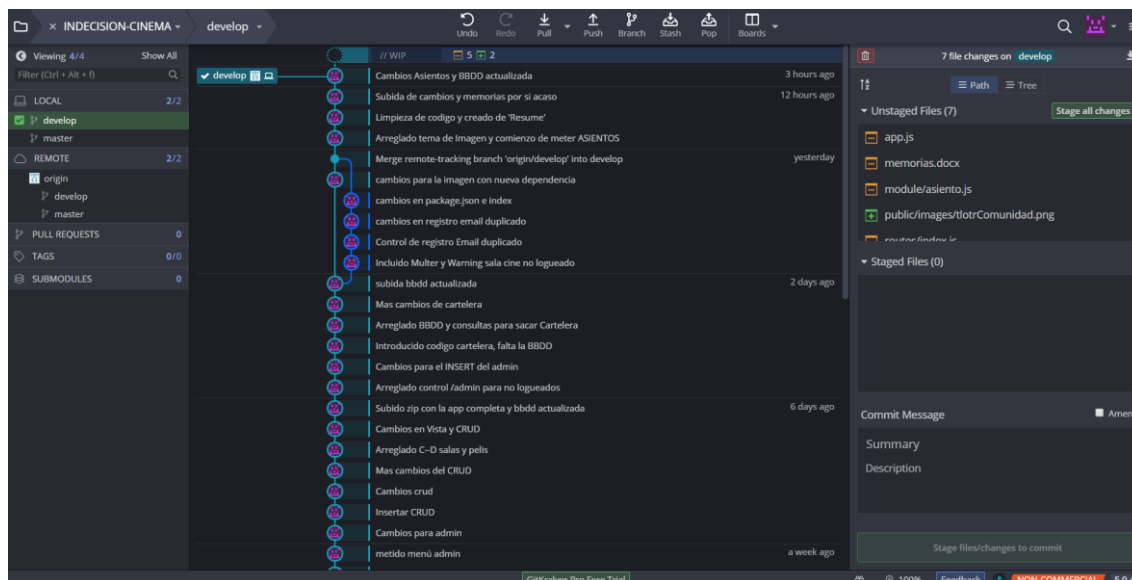 INDECISION-CINEMA
develop
Undo
Redo
Pull
Push
Branch
Stash
Pop
Boards
Viewing 4/4
Show All
Filter (Ctrl + Alt + f)
LOCAL 2/2
develop
master
REMOTE 2/2
origin
develop
master
PULL REQUESTS 0
TAGS 0/0
SUBMODULES 0
// WIP 5 2
develop
Cambios Asientos y BBDD actualizada 3 hours ago
Subida de cambios y memorias por si acaso 12 hours ago
Limpieza de codigo y creado de 'Resume'
Arreglado tema de Imagen y comienzo de meter ASIENTOS
Merge remote-tracking branch 'origin/develop' into develop yesterday
cambios para la imagen con nueva dependencia
cambios en package.json e index
cambios en registro email duplicado
Control de registro Email duplicado
Incluido Multer y Warning sala cine no logueado
subida bbdd actualizada 2 days ago
Mas cambios de cartelera
Arreglado BBDD y consultas para sacar Cartelera
Introducido codigo cartelera, falta la BBDD
Cambios para el INSERT del admin
Arreglado control /admin para no logueados
Subido zip con la app completa y bbdd actualizada 6 days ago
Cambios en Vista y CRUD
Arreglado C--D salas y pelis
Mas cambios del CRUD
Cambios crud
Insertar CRUD
Cambios para admin
metido menú admin a week ago
7 file changes on develop
Path
Tree
Unstaged Files (7)
Stage all changes
app.js
memorias.docx
module/asiento.js
public/images/tlotrComunidad.png
routes/index.js
Staged Files (0)
Commit Message
Amen
Summary
Description
Stage files/changes to commit
GitKraken Pro Free Trial
100%
Feedback
NON-COMMERCIAL
5.0